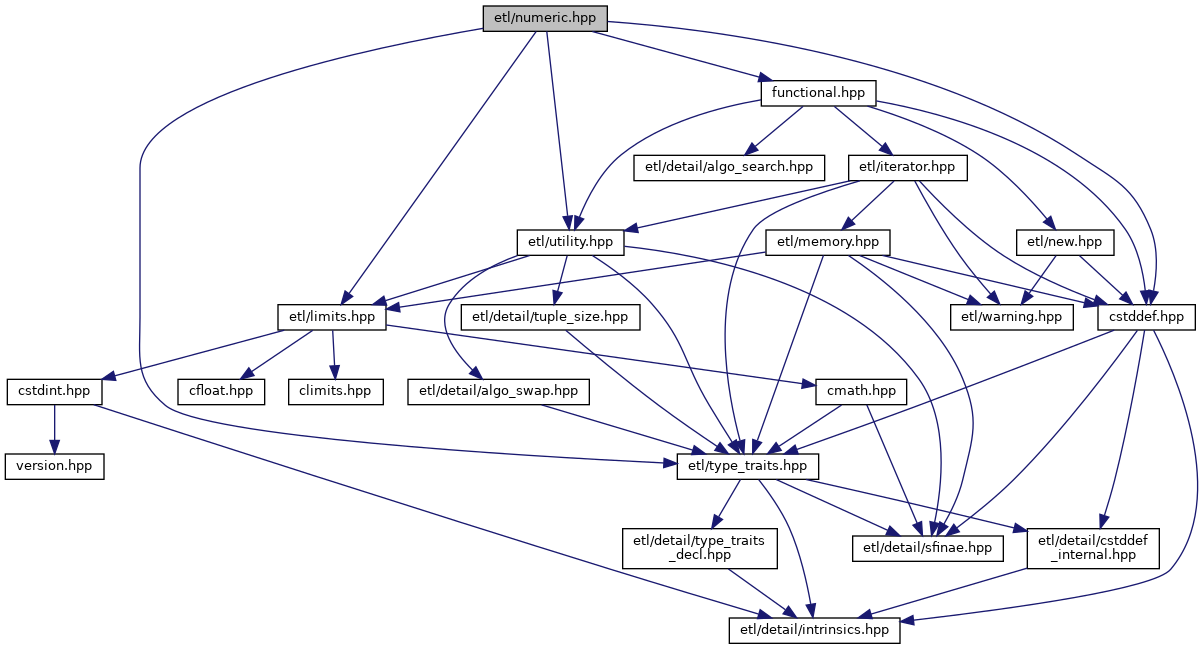 etl/numeric.hpp
functional.hpp
etl/detail/algo_search.hpp
etl/iterator.hpp
etl/utility.hpp
etl/memory.hpp
etl/new.hpp
etl/limits.hpp
etl/detail/tuple_size.hpp
etl/warning.hpp
cstddef.hpp
cstdint.hpp
cfloat.hpp
climits.hpp
etl/detail/algo_swap.hpp
cmath.hpp
version.hpp
etl/type_traits.hpp
etl/detail/type_traits
_decl.hpp
etl/detail/sfinae.hpp
etl/detail/cstddef
_internal.hpp
etl/detail/intrinsics.hpp